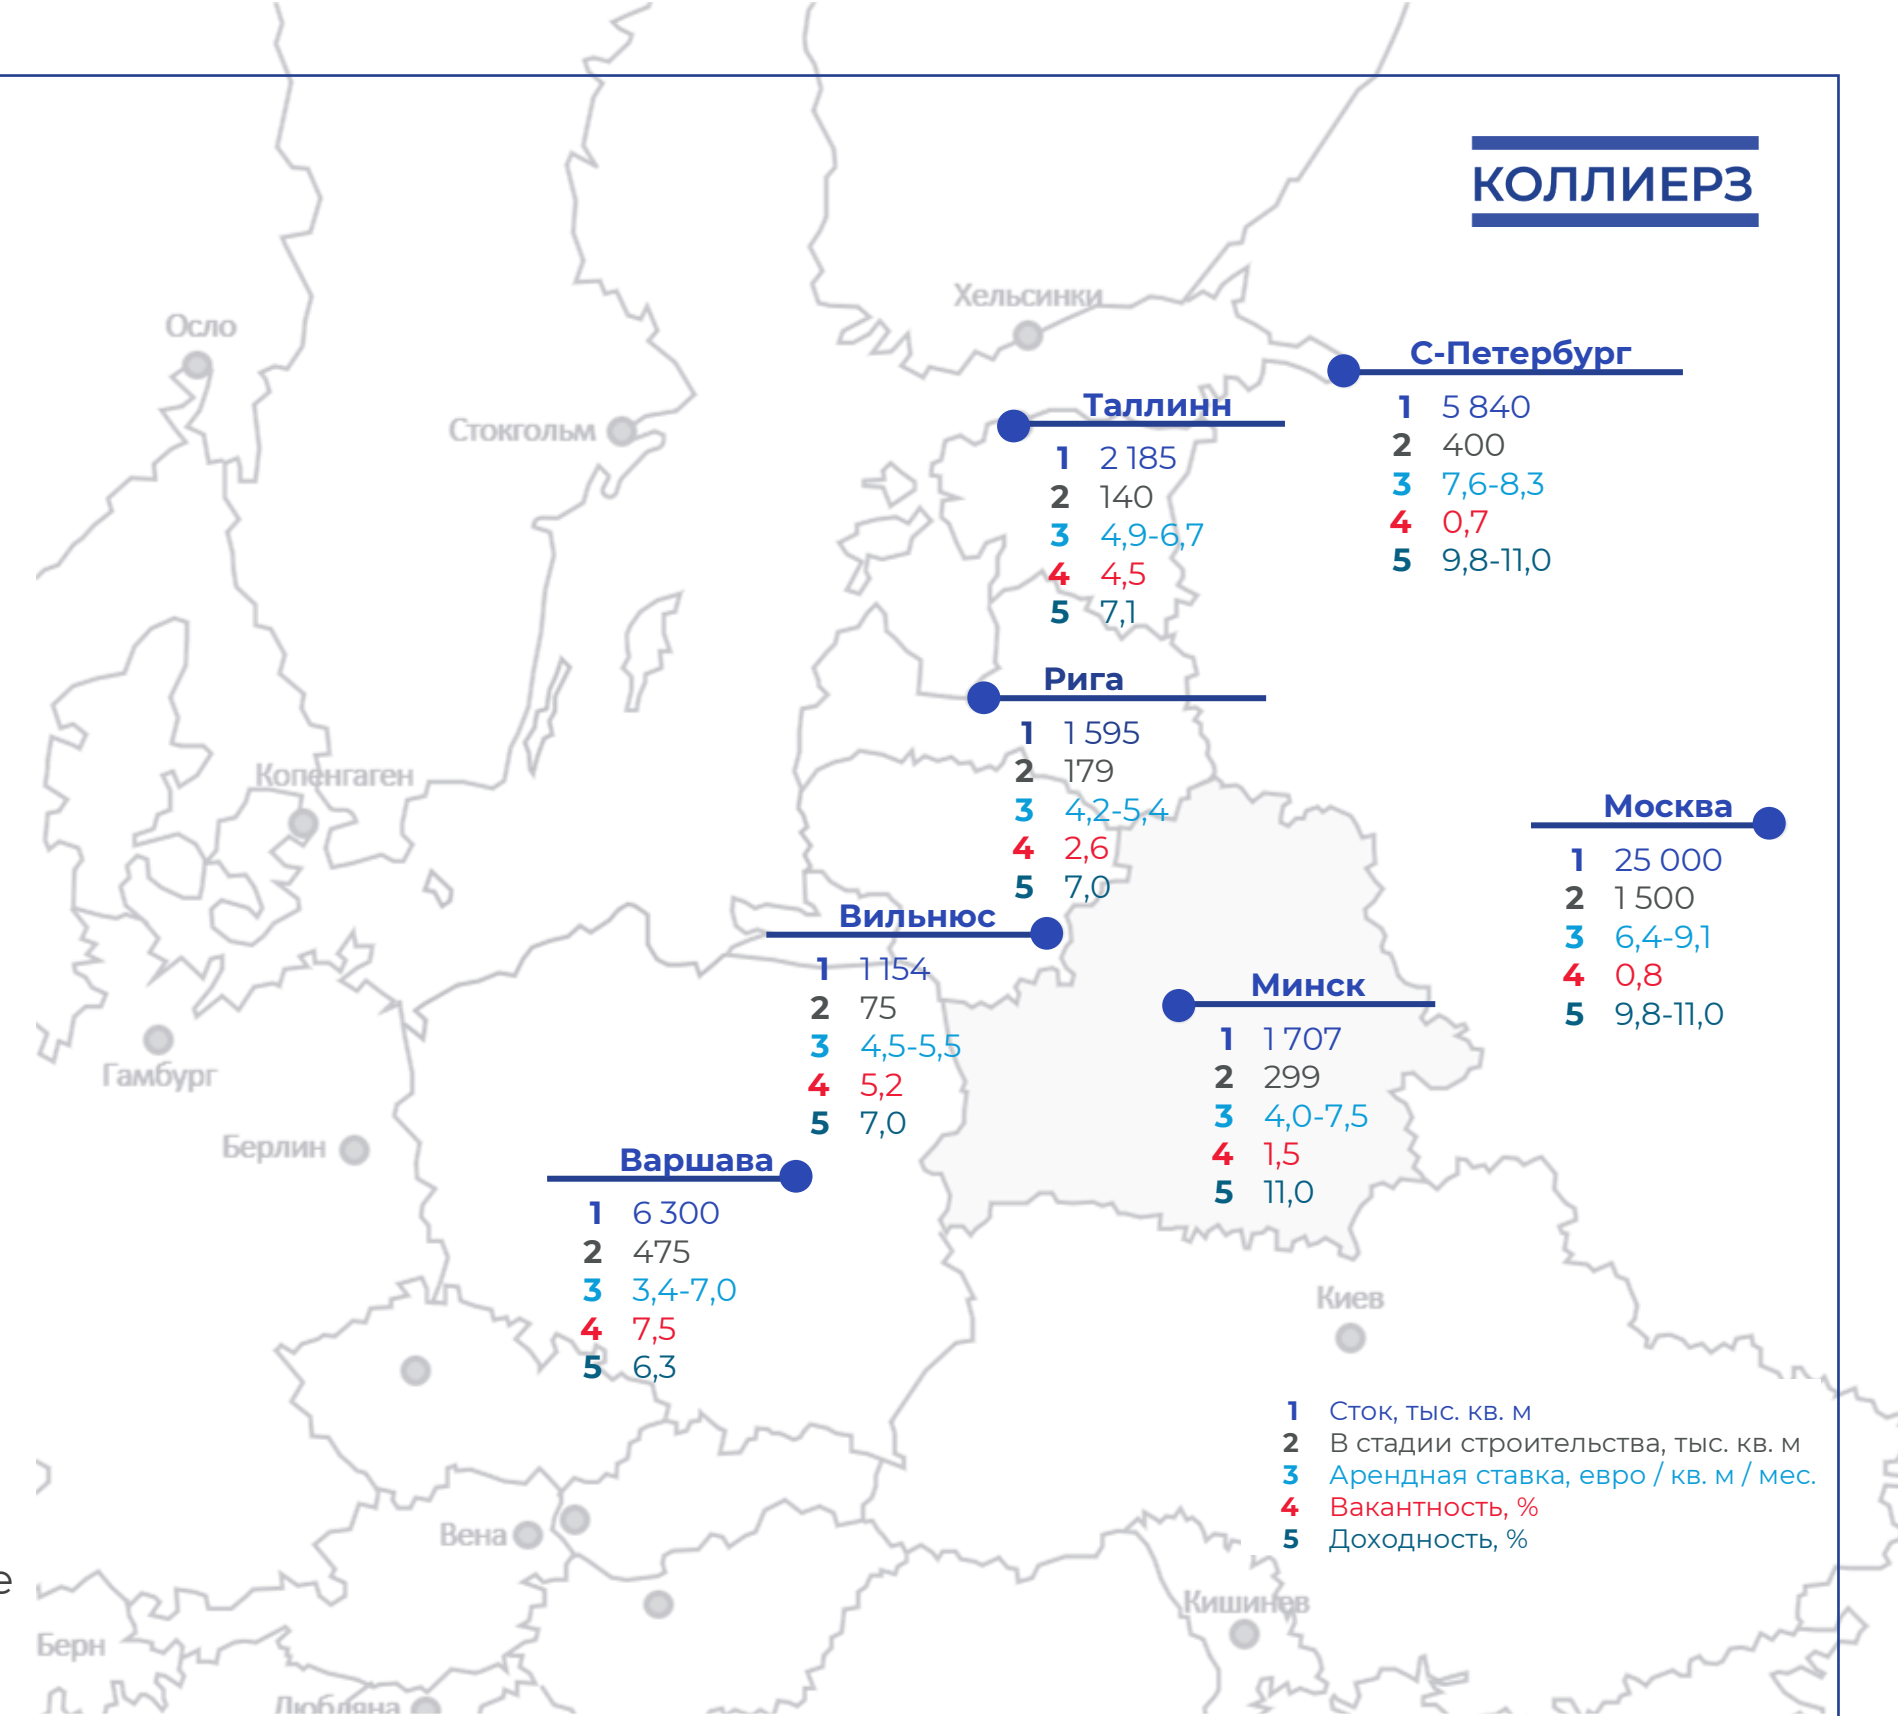 КОЛЛИЕРЗ
Хельсинки
Осло
С-Петербург
1 5 840
2 400
3 7,6-8,3
4 0,7
5 9,8-11,0
Стокгольм
Таллинн
1 2 185
2 140
3 4,9-6,7
4 4,5
5 7,1
Рига
1 1 595
2 179
3 4,2-5,4
4 2,6
5 7,0
Копенгаген
Москва
1 25 000
2 1 500
3 6,4-9,1
4 0,8
5 9,8-11,0
Вильнюс
1 1 154
2 75
3 4,5-5,5
4 5,2
5 7,0
Минск
1 1 707
2 299
3 4,0-7,5
4 1,5
5 11,0
Гамбург
Берлин
Варшава
1 6 300
2 475
3 3,4-7,0
4 7,5
5 6,3
Киев
1 Сток, тыс. кв. м
2 В стадии строительства, тыс. кв. м
3 Арендная ставка, евро / кв. м / мес.
4 Вакантность, %
5 Доходность, %
Вена
е
Кишинев
Берн
Любляна